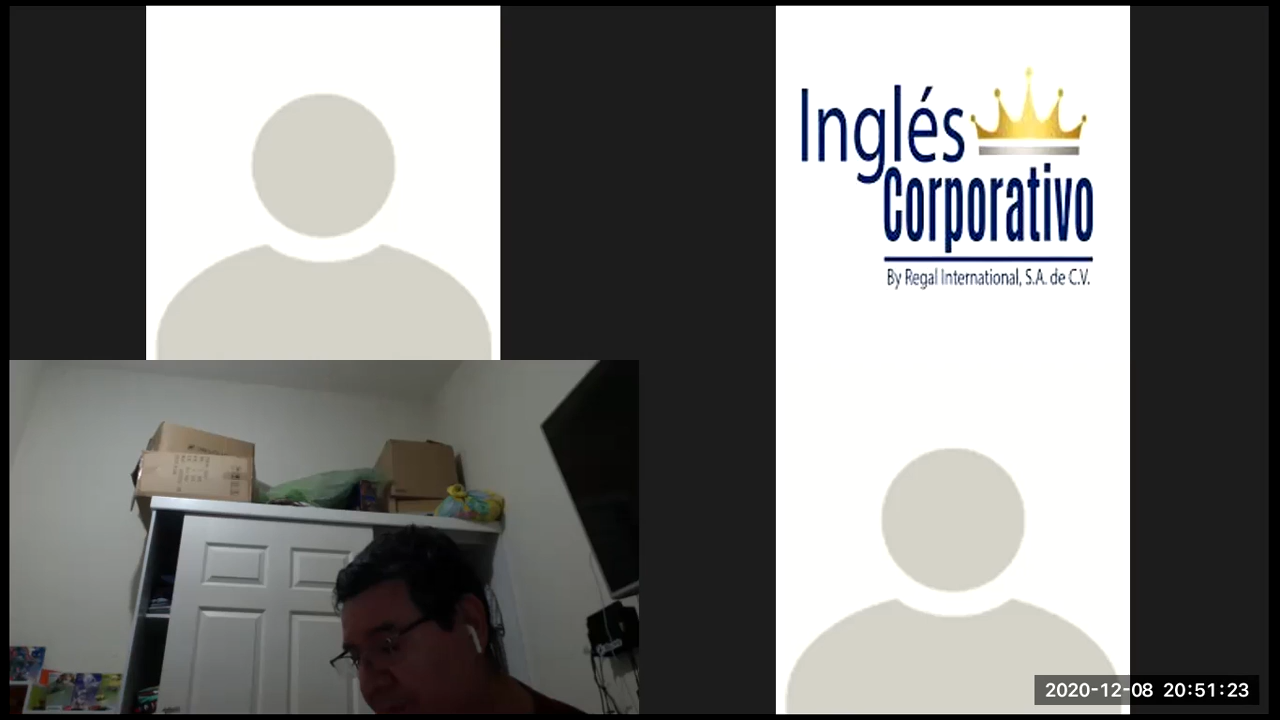 Inglés
Corporativo
By Regal International, S.A. de C.V.
2020-12-08 20:51:23